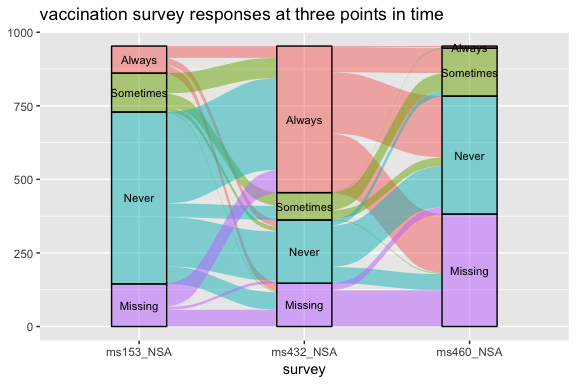 vaccination survey responses at three points in time
1000
750
500
250
0
Always
Sometimes
Never
Missing
Always
Sometimes
Never
Missing
Always
Sometimes
Never
Missing
ms153_NSA
ms432_NSA
ms460_NSA
survey